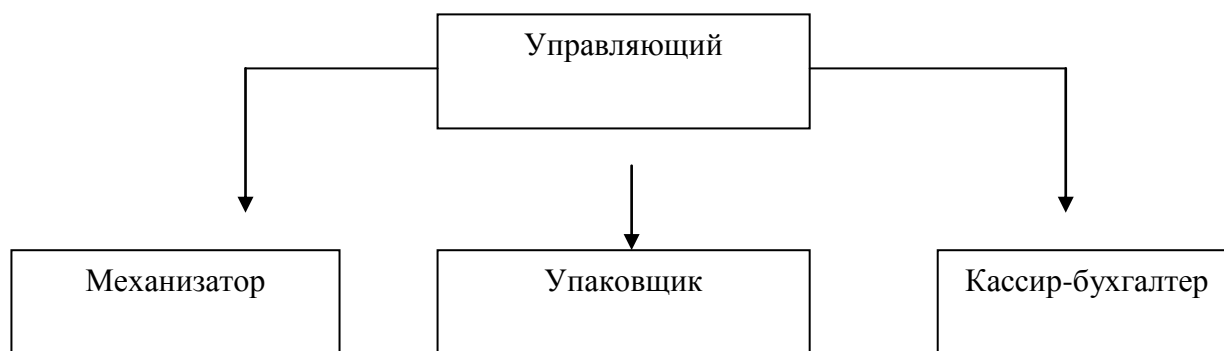 Управляющий
Механизатор
Упаковщик
Кассир-бухгалтер